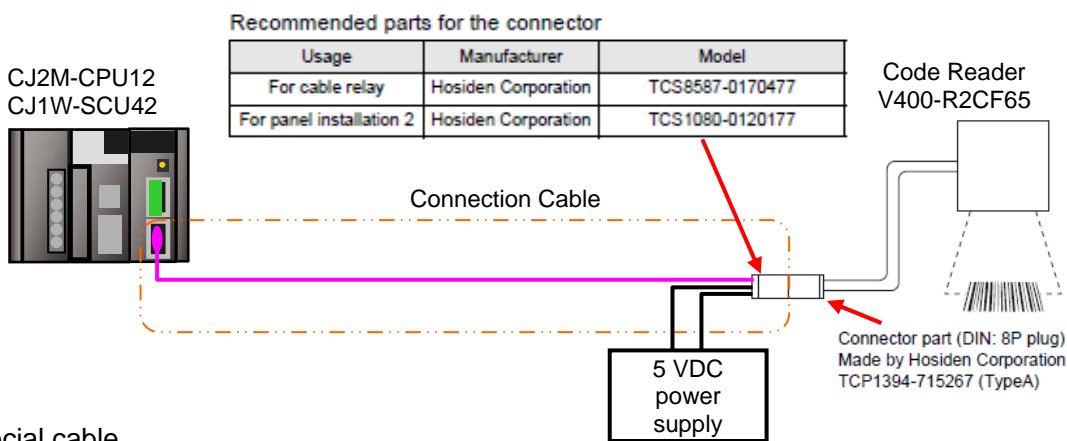 Recommended parts for the connector
Usage Manufacturer Model
For cable relay Hosiden Corporation TCS8587-0170477
For panel installation 2 Hosiden Corporation TCS1080-0120177
CJ2M-CPU12
CJ1W-SCU42
Code Reader
V400-R2CF65
Connection Cable
Connector part (DIN: 8P plug)
Made by Hosiden Corporation
TCP1394-715267 (TypeA)
5 VDC
power
supply
cable